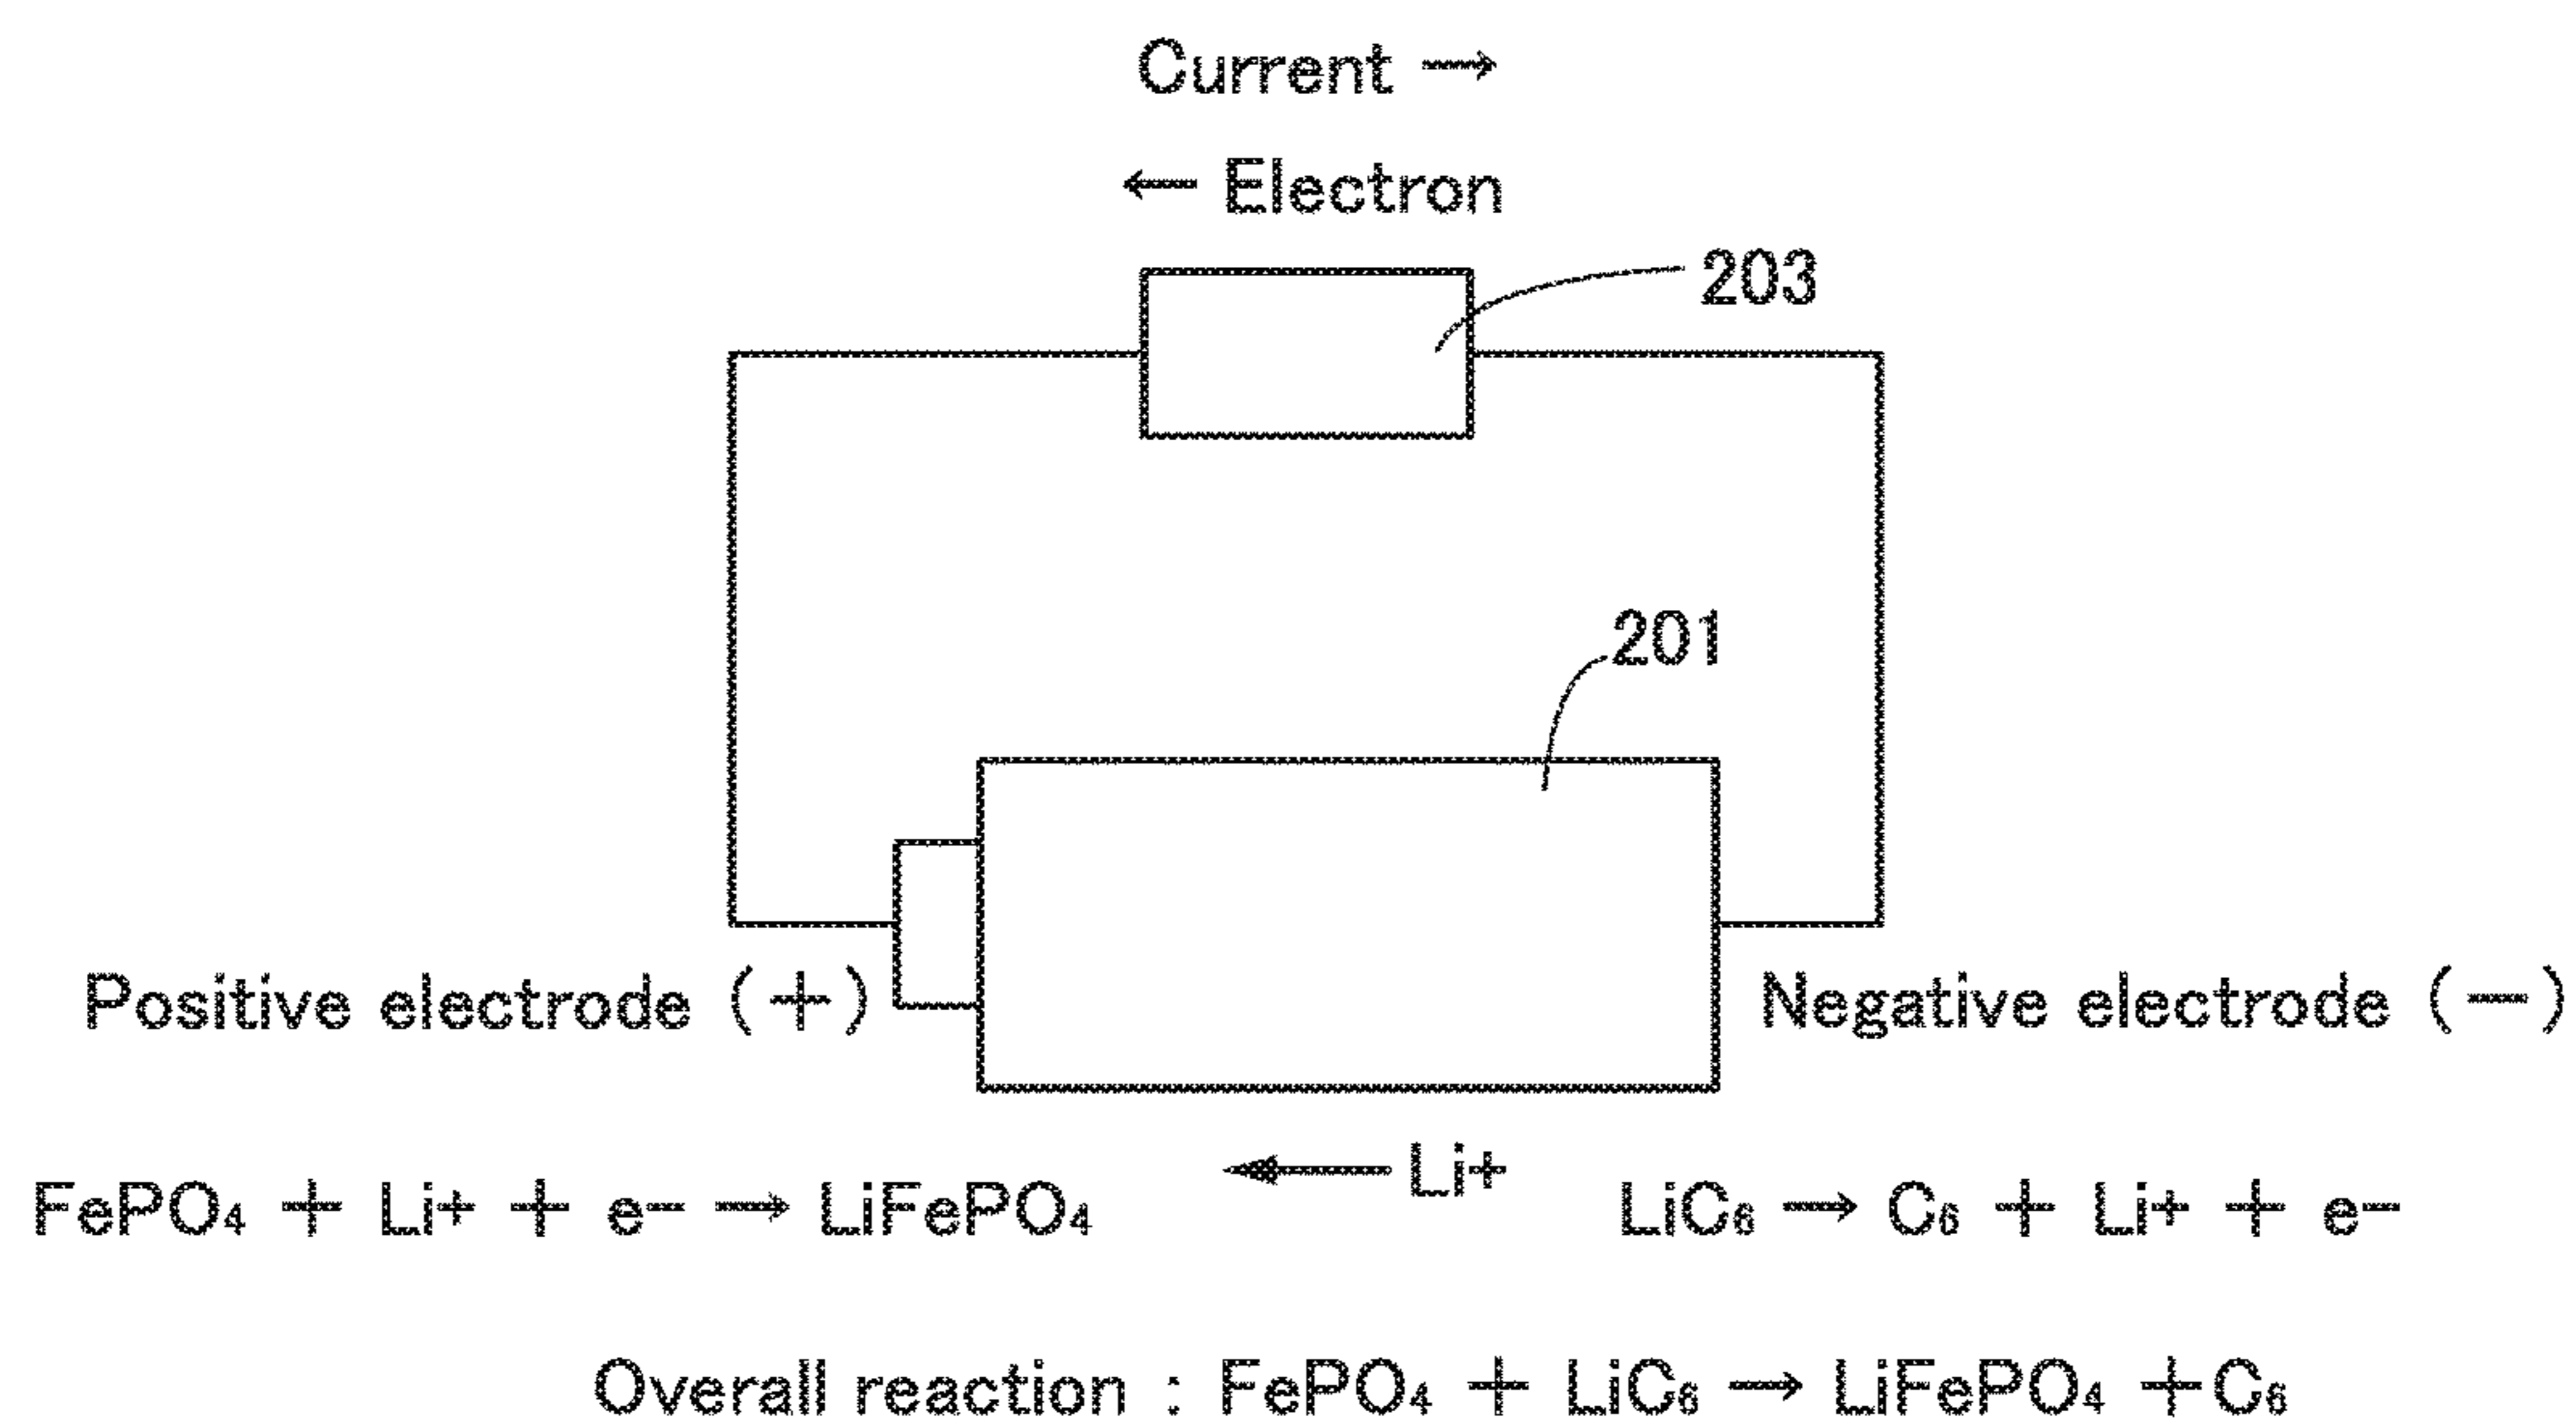 Current →
← Electron
203
201
Positive electrode (+)
Negative electrode (−)
← Li+
FePO₄ + Li+ + e− → LiFePO₄
LiC₆ → C₆ + Li+ + e−
Overall reaction : FePO₄ + LiC₆ → LiFePO₄ +C₆